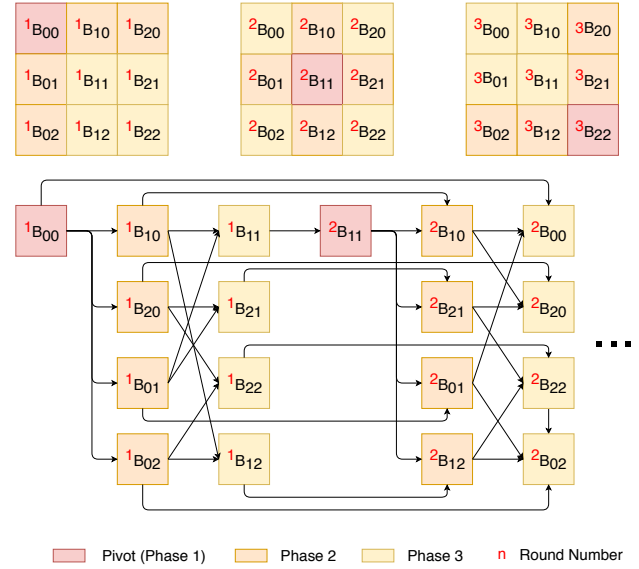 1B00 1B10 1B20 2B00 2B10 2B20 3B00 3B10 3B20
1B01 1B11 1B21 2B01 2B11 2B21 3B01 3B11 3B21
1B02 1B12 1B22 2B02 2B12 2B22 3B02 3B12 3B22
1B00 1B10 1B11 2B11 2B10 2B00
1B20 1B21 2B21 2B20
...
1B01 1B22 2B01 2B22
1B02 1B12 2B12 2B02
Pivot (Phase 1) Phase 2 Phase 3 n Round Number